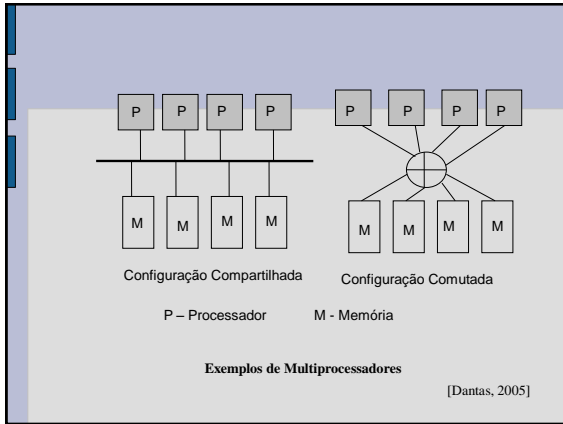 P P P P
M M M M
Configuração Compartilhada
P P P P
M M M M
Configuração Comutada
P – Processador M - Memória
Exemplos de Multiprocessadores
[Dantas, 2005]